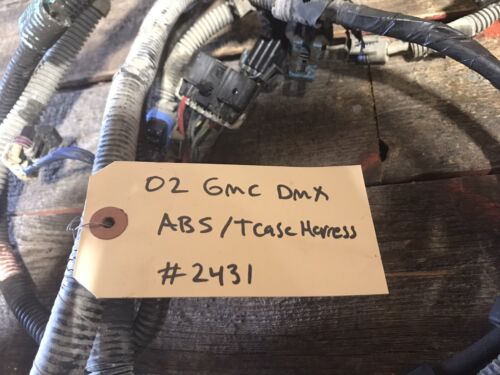 02 GMC DMX
ABS/Tcase Harness
#2431